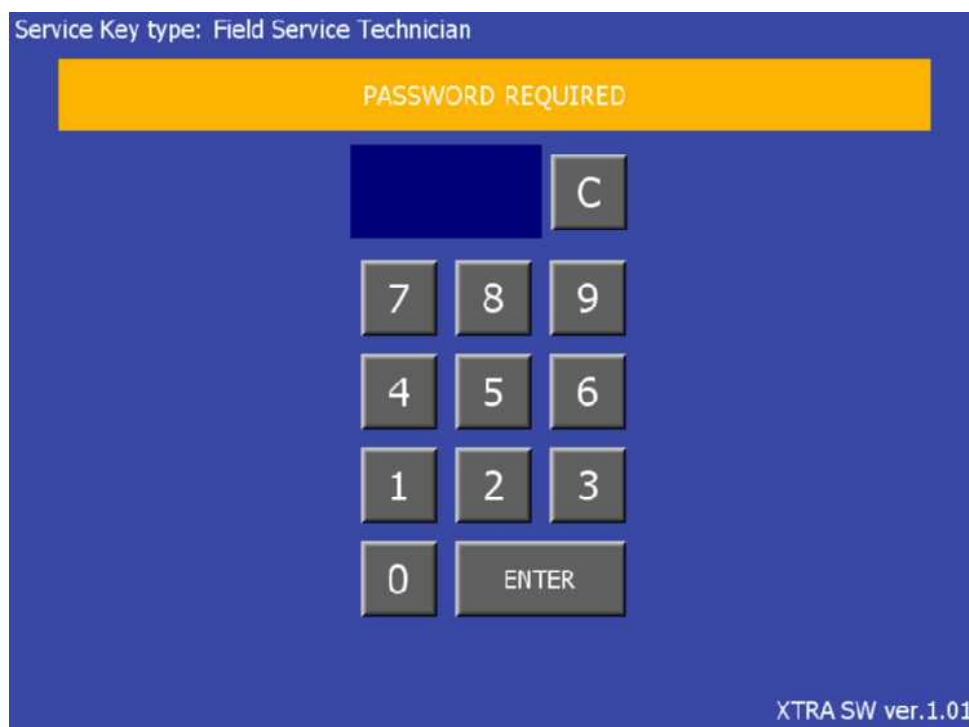 Service Key type: Field Service Technician
PASSWORD REQUIRED
C
7 8 9
4 5 6
1 2 3
0 ENTER
XTRA SW ver.1.01